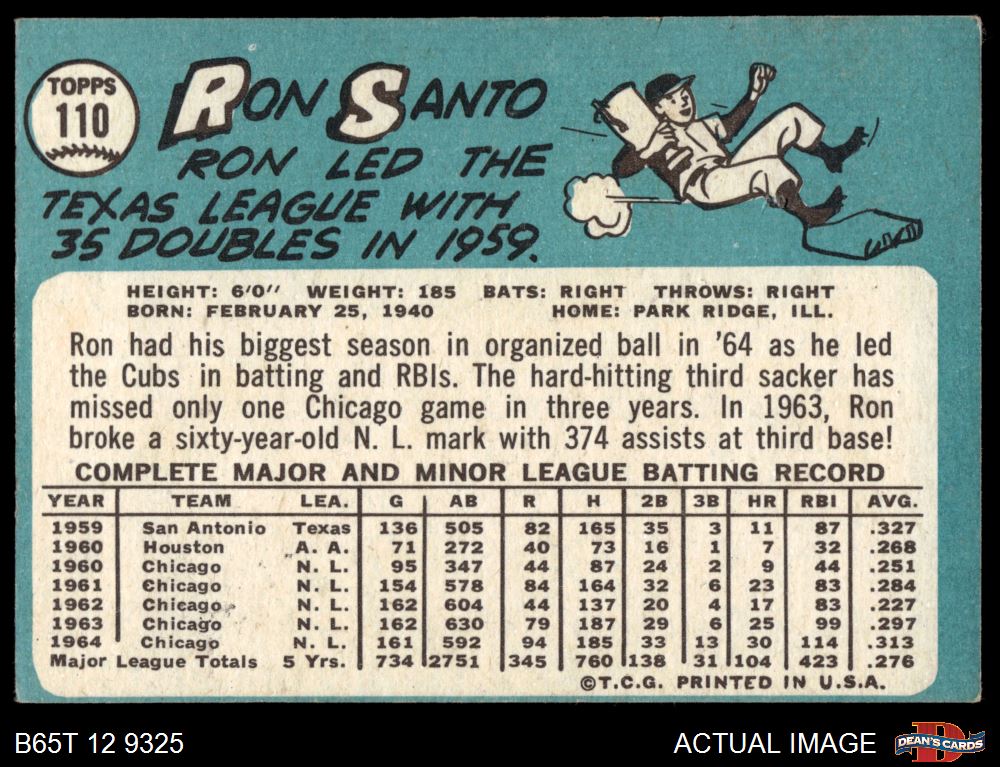 TOPPS
110
RON SANTO
RON LED THE
TEXAS LEAGUE WITH
35 DOUBLES IN 1959.
HEIGHT: 6'0" WEIGHT: 185 BATS: RIGHT THROWS: RIGHT
BORN: FEBRUARY 25, 1940 HOME: PARK RIDGE, ILL.
Ron had his biggest season in organized ball in '64 as he led
the Cubs in batting and RBIs. The hard-hitting third sacker has
missed only one Chicago game in three years. In 1963, Ron
broke a sixty-year-old N. L. mark with 374 assists at third base!
COMPLETE MAJOR AND MINOR LEAGUE BATTING RECORD
YEAR TEAM LEA. G AB R H 2B 3B HR RBI AVG.
1959 San Antonio Texas 136 505 82 165 35 3 11 87 .327
1960 Houston A. A. 71 272 40 73 16 1 7 32 .268
1960 Chicago N. L. 95 347 44 87 24 2 9 44 .251
1961 Chicago N. L. 154 578 84 164 32 6 23 83 .284
1962 Chicago N. L. 162 604 44 137 20 4 17 83 .227
1963 Chicago N. L. 162 630 79 187 29 6 25 99 .297
1964 Chicago N. L. 161 592 94 185 33 13 30 114 .313
Major League Totals 5 Yrs. 734 2751 345 760 138 31 104 423 .276
©T.C.G. PRINTED IN U.S.A.
B65T 12 9325
ACTUAL IMAGE
D
DEAN'S CARDS